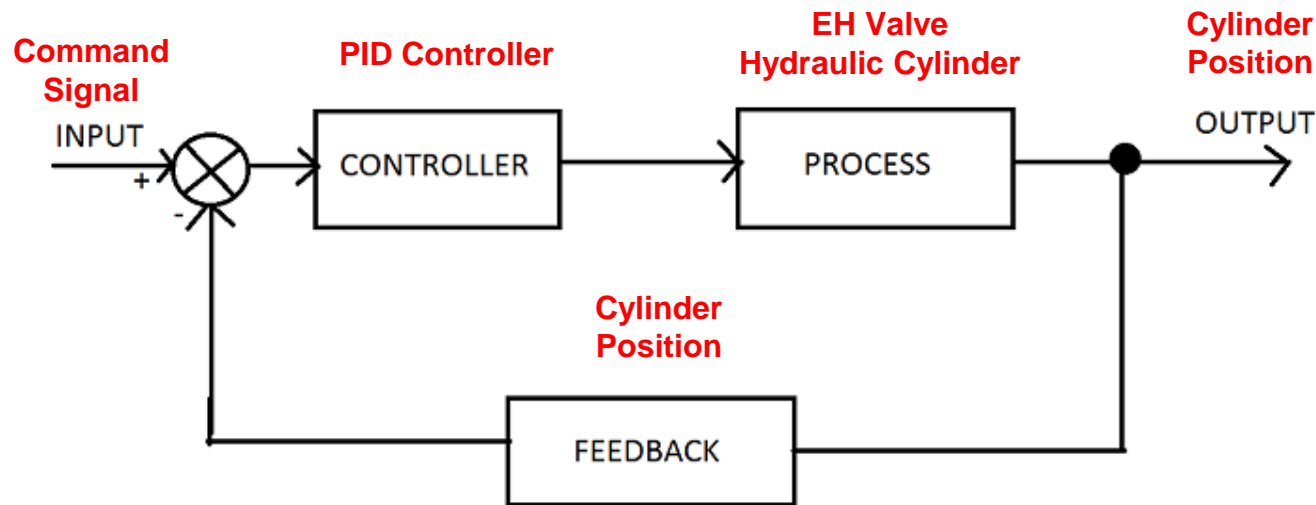 Command
Signal
PID Controller
EH Valve
Hydraulic Cylinder
Cylinder
Position
INPUT
+
-
CONTROLLER
PROCESS
OUTPUT
Cylinder
Position
FEEDBACK